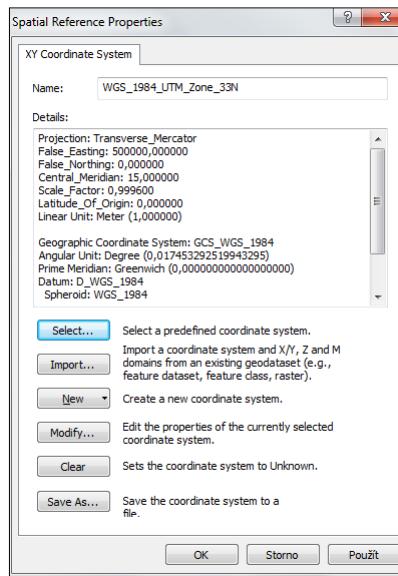 Spatial Reference Properties
XY Coordinate System
Name: WGS_1984_UTM_Zone_33N
Details:
Projection: Transverse_Mercator
False_Easting: 500000,000000
False_Northing: 0,000000
Central_Meridian: 15,000000
Scale_Factor: 0,999600
Latitude_Of_Origin: 0,000000
Linear Unit: Meter (1,000000)
Geographic Coordinate System: GCS_WGS_1984
Angular Unit: Degree (0,017453292519943295)
Prime Meridian: Greenwich (0,000000000000000000)
Datum: D_WGS_1984
Spheroid: WGS_1984
Select... Select a predefined coordinate system.
Import... Import a coordinate system and X/Y, Z and M
domains from an existing geodataset (e.g.,
feature dataset, feature class, raster).
New Create a new coordinate system.
Modify... Edit the properties of the currently selected
coordinate system.
Clear Sets the coordinate system to Unknown.
Save As... Save the coordinate system to a
file.
OK Storno Použít